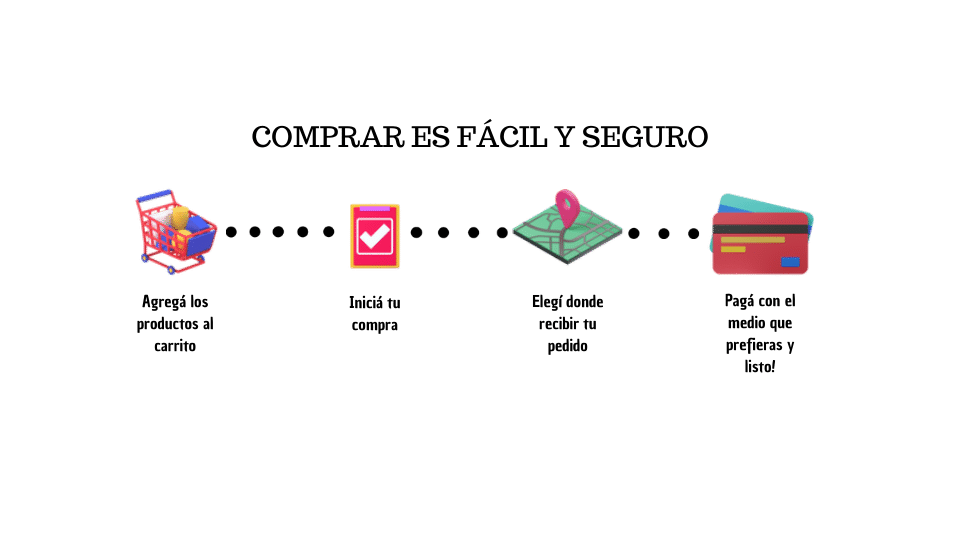 COMPRAR ES FÁCIL Y SEGURO
Agregá los
productos al
carrito
Iniciá tu
compra
Elegí donde
recibir tu
pedido
Pagá con el
medio que
prefieras y
listo!